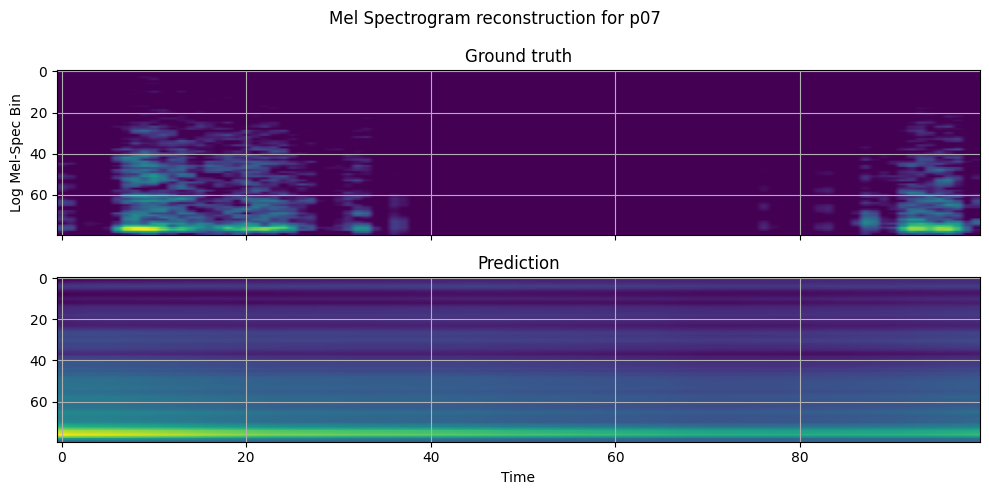 Mel Spectrogram reconstruction for p07
Ground truth
Log Mel-Spec Bin
0
20
40
60
Prediction
0
20
40
60
0 20 40 60 80
Time